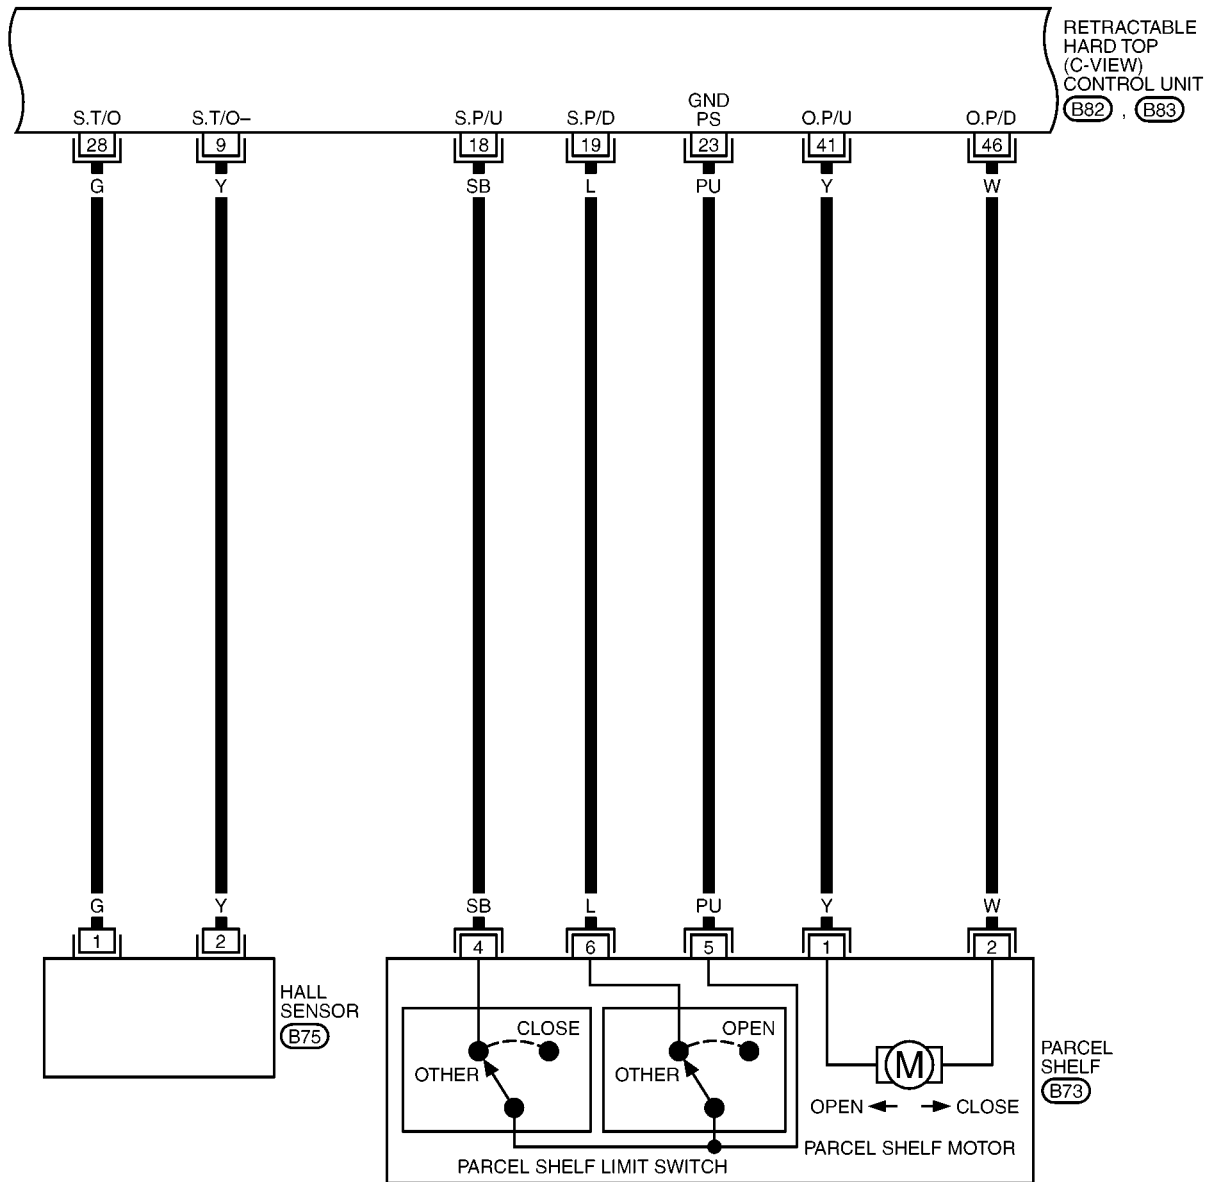 RETRACTABLE
HARD TOP
(C-VIEW)
CONTROL UNIT
B82 , B83
S.T/O S.T/O– S.P/U S.P/D GND PS O.P/U O.P/D
28 9 18 19 23 41 46
G Y SB L PU Y W
G Y SB L PU Y W
1 2 4 6 5 1 2
HALL
SENSOR
B75
CLOSE
OTHER
OPEN
OTHER
M
OPEN CLOSE
PARCEL SHELF MOTOR
PARCEL SHELF LIMIT SWITCH
PARCEL
SHELF
B73